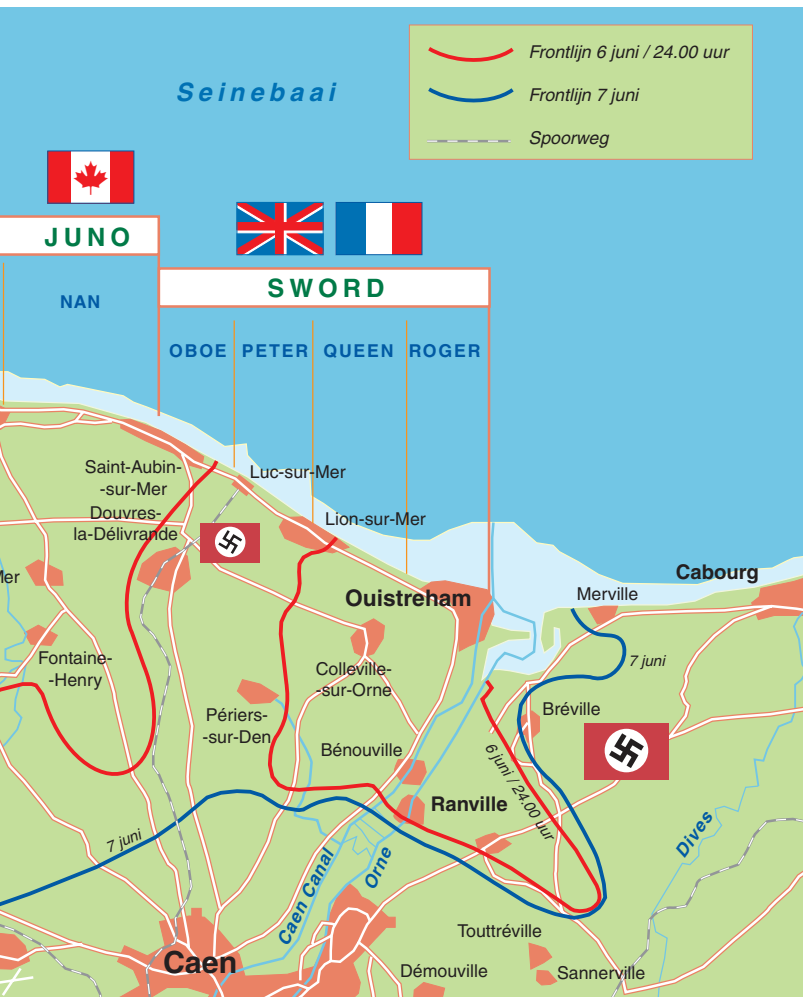 Frontlijn 6 juni / 24.00 uur
Seinebaai
Frontlijn 7 juni
Spoorweg
JUNO
SWORD
NAN
OBOE
PETER
QUEEN
ROGER
Saint-Aubin-
-sur-Mer
Luc-sur-Mer
Douvres-
la-Délivrande
Lion-sur-Mer
Mer
Cabourg
Merville
Ouistreham
Fontaine-
-Henry
Colleville-
-sur-Orne
7 juni
Périers-
-sur-Den
Bréville
Bénouville
6 juni / 24.00 uur
Ranville
7 juni
Dives
Caen Canal
Orne
Touttréville
Caen
Démouville
Sannerville